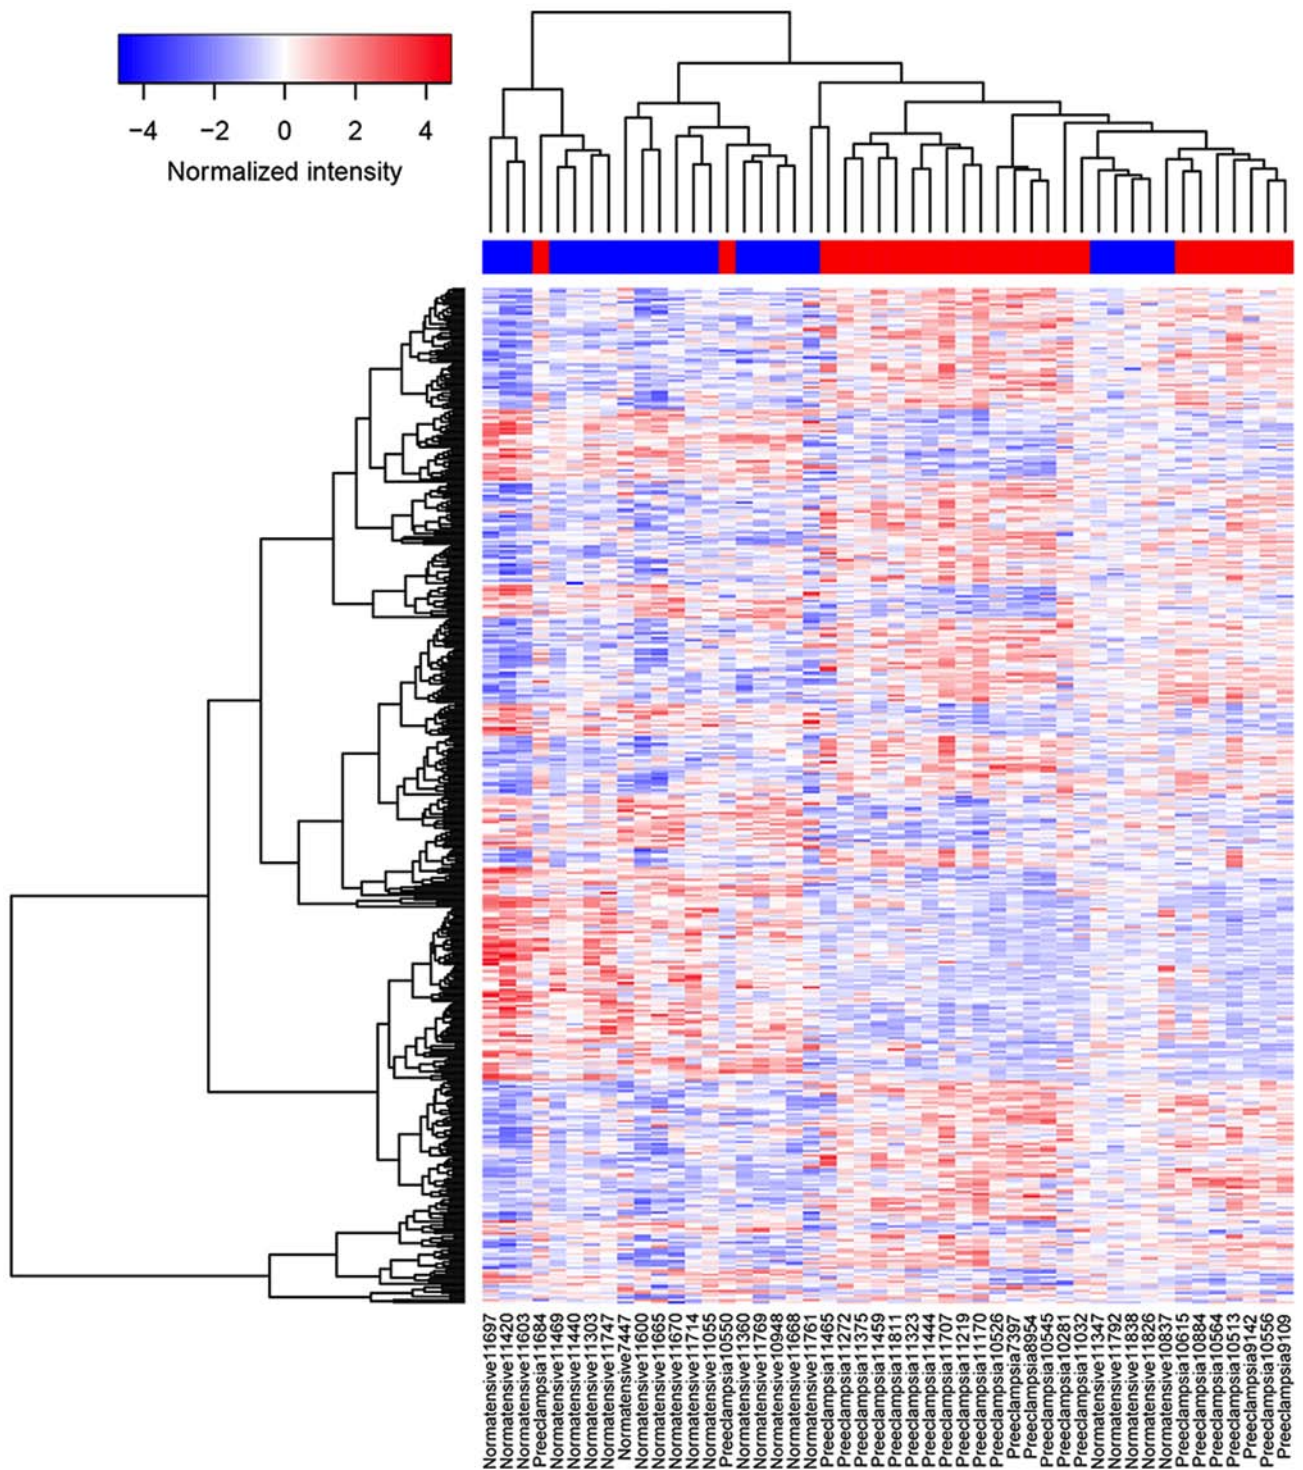 −4 −2 0 2 4
Normalized intensity
Normatensive11697
Normatensive11420
Normatensive11603
Preeclampsia11684
Normatensive11469
Normatensive11440
Normatensive11303
Normatensive11747
Normatensive7447
Normatensive11600
Normatensive11665
Normatensive11670
Normatensive11714
Normatensive11055
Preeclampsia10550
Normatensive11360
Normatensive11769
Normatensive10948
Normatensive11668
Normatensive11761
Preeclampsia11465
Preeclampsia11272
Preeclampsia11375
Preeclampsia11459
Preeclampsia11811
Preeclampsia11323
Preeclampsia11444
Preeclampsia11707
Preeclampsia11219
Preeclampsia11170
Preeclampsia10526
Preeclampsia7397
Preeclampsia8954
Preeclampsia10545
Preeclampsia10281
Preeclampsia11032
Normatensive11347
Normatensive11792
Normatensive11838
Normatensive11826
Normatensive10837
Preeclampsia10615
Preeclampsia10884
Preeclampsia10564
Preeclampsia10513
Preeclampsia9142
Preeclampsia10556
Preeclampsia9109